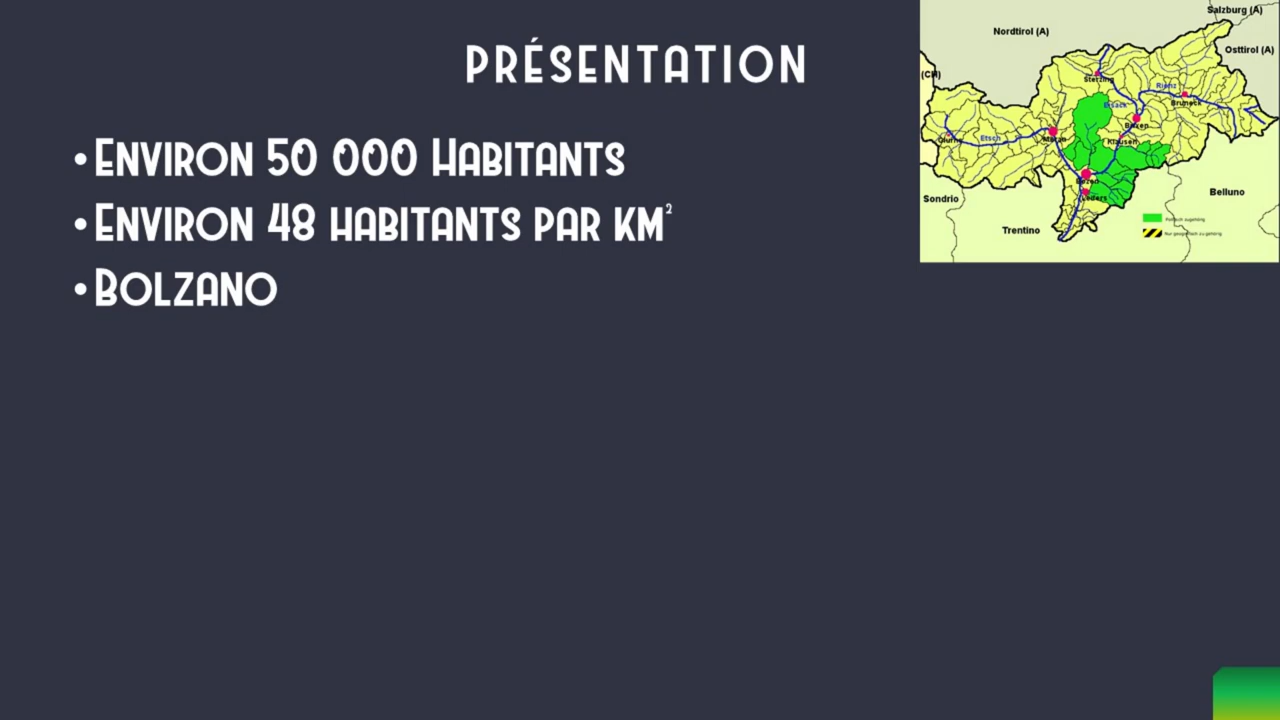 PRÉSENTATION
• ENVIRON 50 000 HABITANTS
• ENVIRON 48 HABITANTS PAR KM²
• BOLZANO
Salzburg (A)
Nordtirol (A)
Osttirol (A)
(CH)
Sterzing
Rienz
Bruneck
Eisack
Brixen
Etsch
Meran
Glurns
Klausen
Bozen
Leifers
Sondrio
Belluno
Trentino